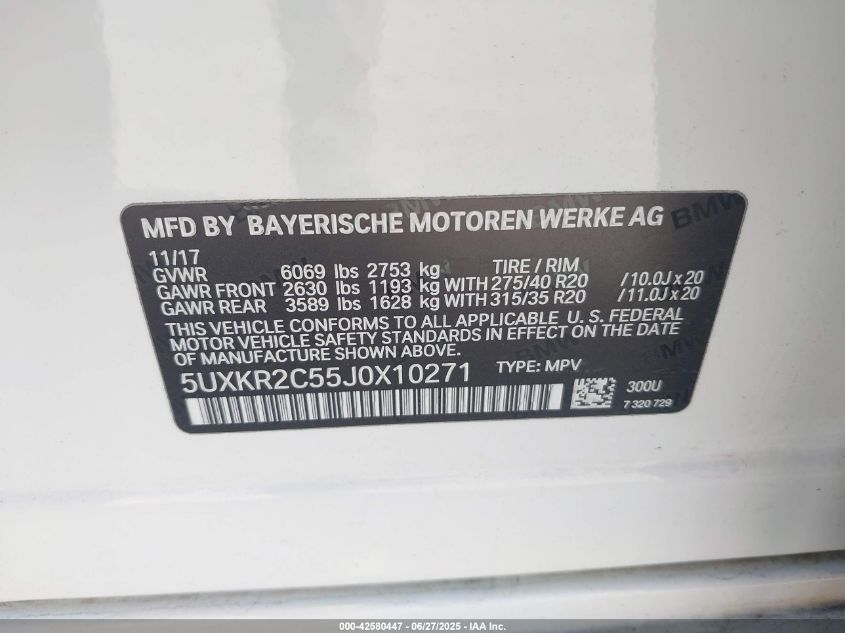 MFD BY BAYERISCHE MOTOREN WERKE AG
11/17
GVWR 6069 lbs 2753 kg TIRE / RIM
GAWR FRONT 2630 lbs 1193 kg WITH 275/40 R20 /10.0J x 20
GAWR REAR 3589 lbs 1628 kg WITH 315/35 R20 /11.0J x 20
THIS VEHICLE CONFORMS TO ALL APPLICABLE U. S. FEDERAL
MOTOR VEHICLE SAFETY STANDARDS IN EFFECT ON THE DATE
OF MANUFACTURE SHOWN ABOVE.
5UXKR2C55J0X10271 TYPE: MPV
300U
7 320 729
BMW
000-42580447 - 06/27/2025 - IAA Inc.